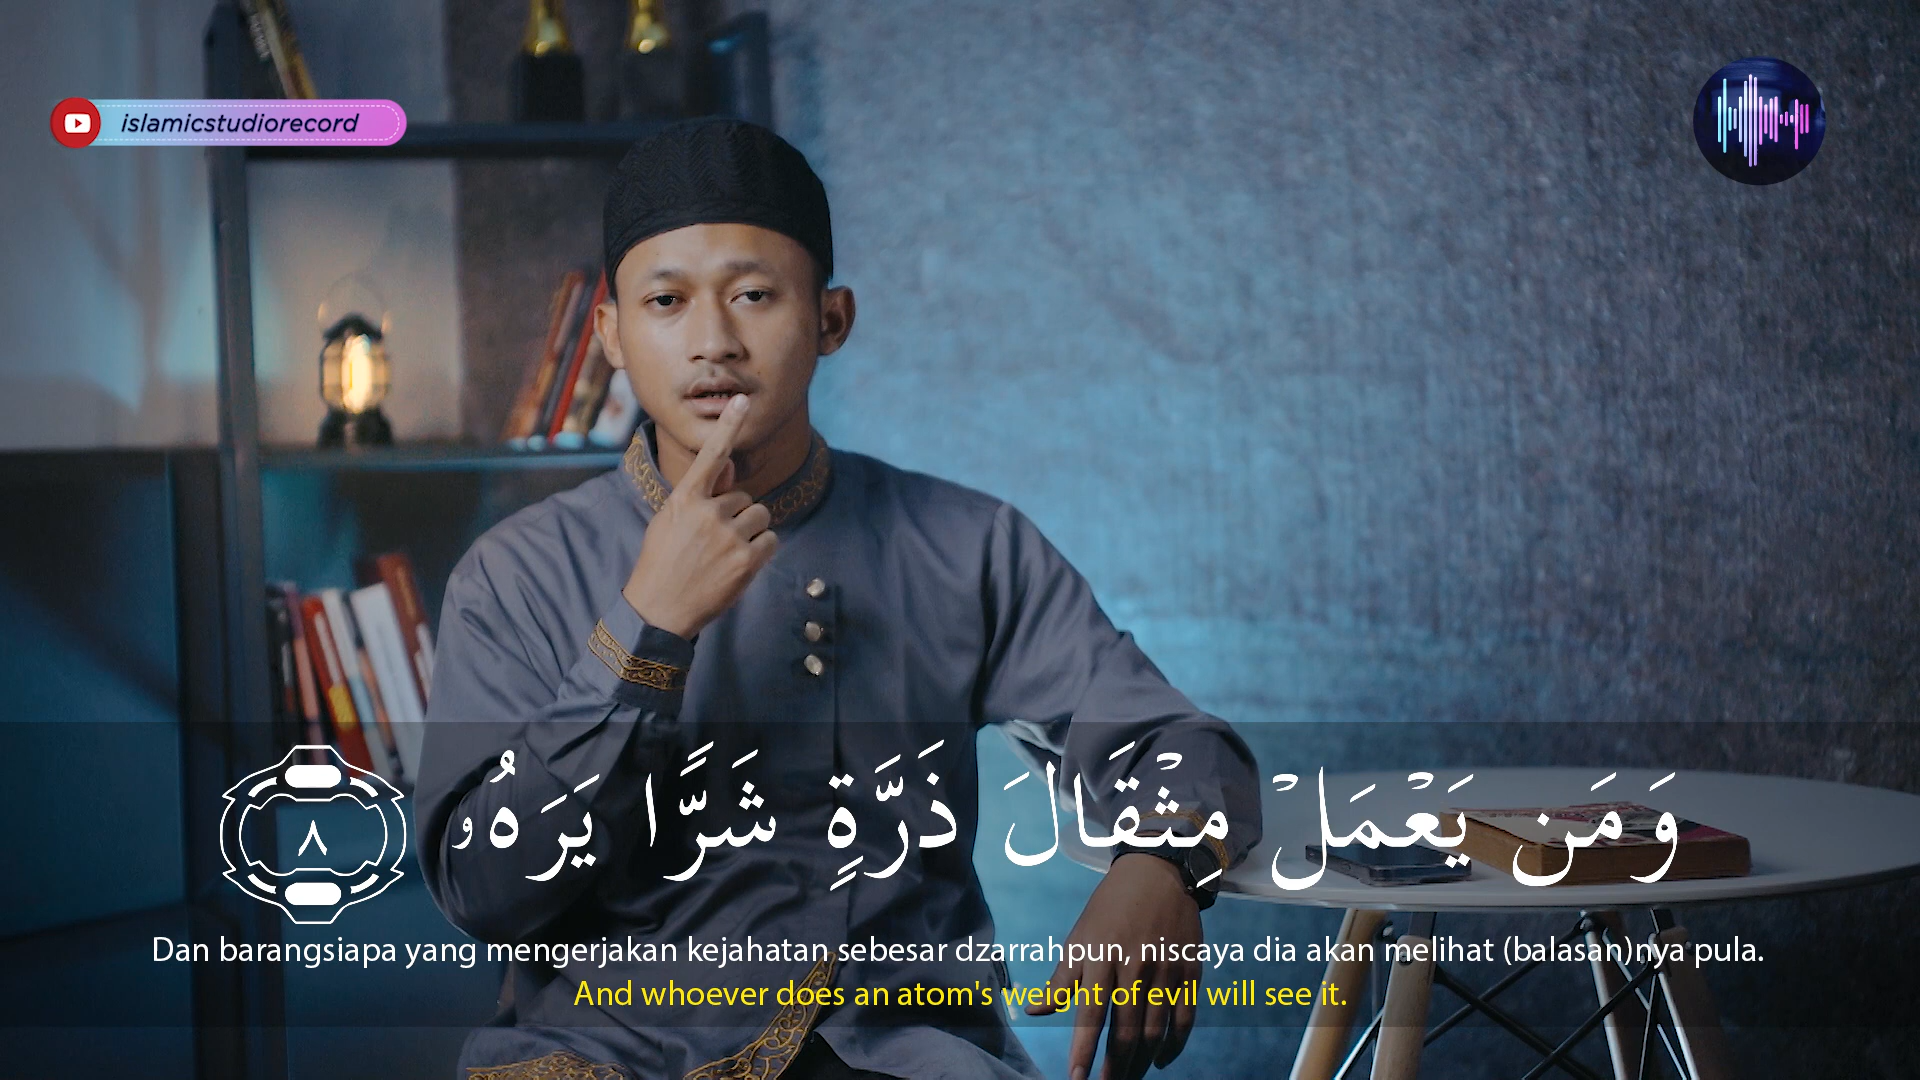 islamicstudiorecord
وَمَن يَعْمَلْ مِثْقَالَ ذَرَّةٍ شَرًّا يَرَهُۥ ٨
Dan barangsiapa yang mengerjakan kejahatan sebesar dzarrahpun, niscaya dia akan melihat (balasan)nya pula.
And whoever does an atom's weight of evil will see it.